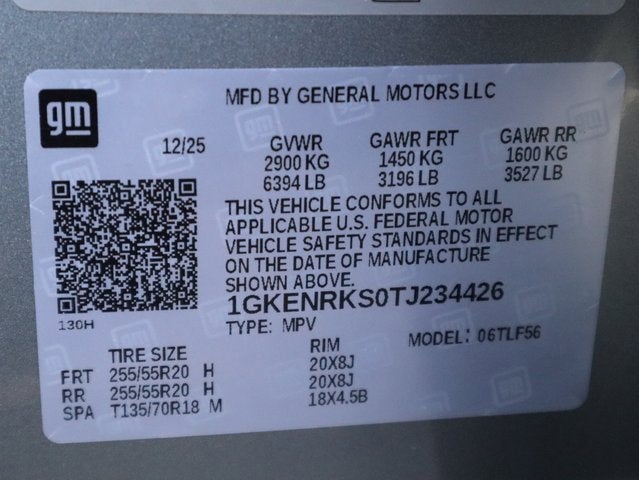 gm
MFD BY GENERAL MOTORS LLC
12/25 GVWR GAWR FRT GAWR RR
2900 KG 1450 KG 1600 KG
6394 LB 3196 LB 3527 LB
THIS VEHICLE CONFORMS TO ALL
APPLICABLE U.S. FEDERAL MOTOR
VEHICLE SAFETY STANDARDS IN EFFECT
ON THE DATE OF MANUFACTURE
SHOWN ABOVE.
1GKENRKS0TJ234426
130H
TYPE: MPV MODEL: 06TLF56
TIRE SIZE RIM
FRT 255/55R20 H 20X8J
RR 255/55R20 H 20X8J
SPA T135/70R18 M 18X4.5B